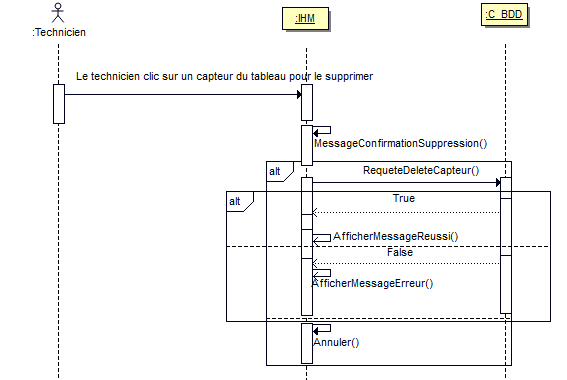 :Technicien
:IHM
:C_BDD
Le technicien clic sur un capteur du tableau pour le supprimer
MessageConfirmationSuppression()
alt
RequeteDeleteCapteur()
alt
True
AfficherMessageReussi()
False
AfficherMessageErreur()
Annuler()